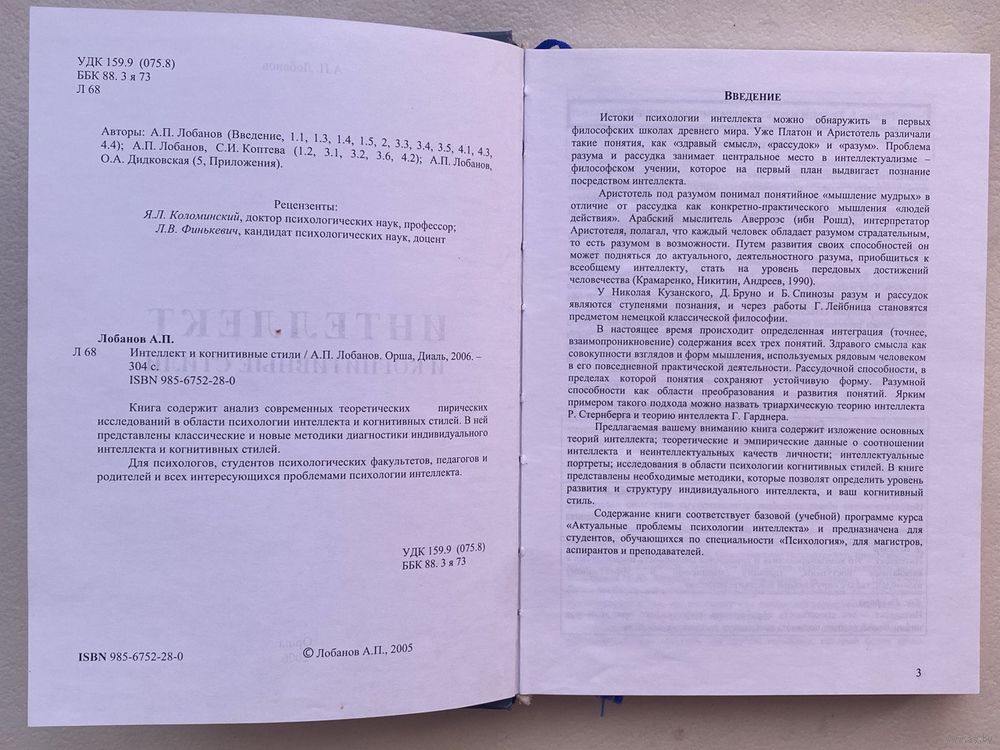 УДК 159.9 (075.8)
ББК 88. 3 я 73
Л 68
Авторы: А.П. Лобанов (Введение, 1.1, 1.3, 1.4, 1.5, 2, 3.3, 3.4, 3.5, 4.1, 4.3,
4.4); А.П. Лобанов, С.И. Коптева (1.2, 3.1, 3.2, 3.6, 4.2); А.П. Лобанов,
О.А. Дидковская (5, Приложения).
Рецензенты:
Я.Л. Коломинский, доктор психологических наук, профессор;
Л.В. Финькевич, кандидат психологических наук, доцент
Лобанов А.П.
Л 68 Интеллект и когнитивные стили / А.П. Лобанов. Орша, Диаль, 2006. –
304 с.
ISBN 985-6752-28-0
Книга содержит анализ современных теоретических пирических
исследований в области психологии интеллекта и когнитивных стилей. В ней
представлены классические и новые методики диагностики индивидуального
интеллекта и когнитивных стилей.
Для психологов, студентов психологических факультетов, педагогов и
родителей и всех интересующихся проблемами психологии интеллекта.
УДК 159.9 (075.8)
ББК 88. 3 я 73
ISBN 985-6752-28-0
© Лобанов А.П., 2005
ВВЕДЕНИЕ
Истоки психологии интеллекта можно обнаружить в первых
философских школах древнего мира. Уже Платон и Аристотель различали
такие понятия, как «здравый смысл», «рассудок» и «разум». Проблема
разума и рассудка занимает центральное место в интеллектуализме –
философском учении, которое на первый план выдвигает познание
посредством интеллекта.
Аристотель под разумом понимал понятийное «мышление мудрых» в
отличие от рассудка как конкретно-практического мышления «людей
действия». Арабский мыслитель Аверроэс (ибн Рошд), интерпретатор
Аристотеля, полагал, что каждый человек обладает разумом страдательным,
то есть разумом в возможности. Путем развития своих способностей он
может подняться до актуального, деятельностного разума, приобщиться к
всеобщему интеллекту, стать на уровень передовых достижений
человечества (Крамаренко, Никитин, Андреев, 1990).
У Николая Кузанского, Д. Бруно и Б. Спинозы разум и рассудок
являются ступенями познания, и через работы Г. Лейбница становятся
предметом немецкой классической философии.
В настоящее время происходит определенная интеграция (точнее,
взаимопроникновение) содержания всех трех понятий. Здравого смысла как
совокупности взглядов и форм мышления, используемых рядовым человеком
в его повседневной практической деятельности. Рассудочной способности, в
пределах которой понятия сохраняют устойчивую форму. Разумной
способности как области преобразования и развития понятий. Ярким
примером такого подхода можно назвать триархическую теорию интеллекта
Р. Стернберга и теорию интеллекта Г. Гарднера.
Предлагаемая вашему вниманию книга содержит изложение основных
теорий интеллекта; теоретические и эмпирические данные о соотношении
интеллекта и неинтеллектуальных качеств личности; интеллектуальные
портреты; исследования в области психологии когнитивных стилей. В книге
представлены необходимые методики, которые позволят определить уровень
развития и структуру индивидуального интеллекта, и ваш когнитивный
стиль.
Содержание книги соответствует базовой (учебной) программе курса
«Актуальные проблемы психологии интеллекта» и предназначена для
студентов, обучающихся по специальности «Психология», для магистров,
аспирантов и преподавателей.
3